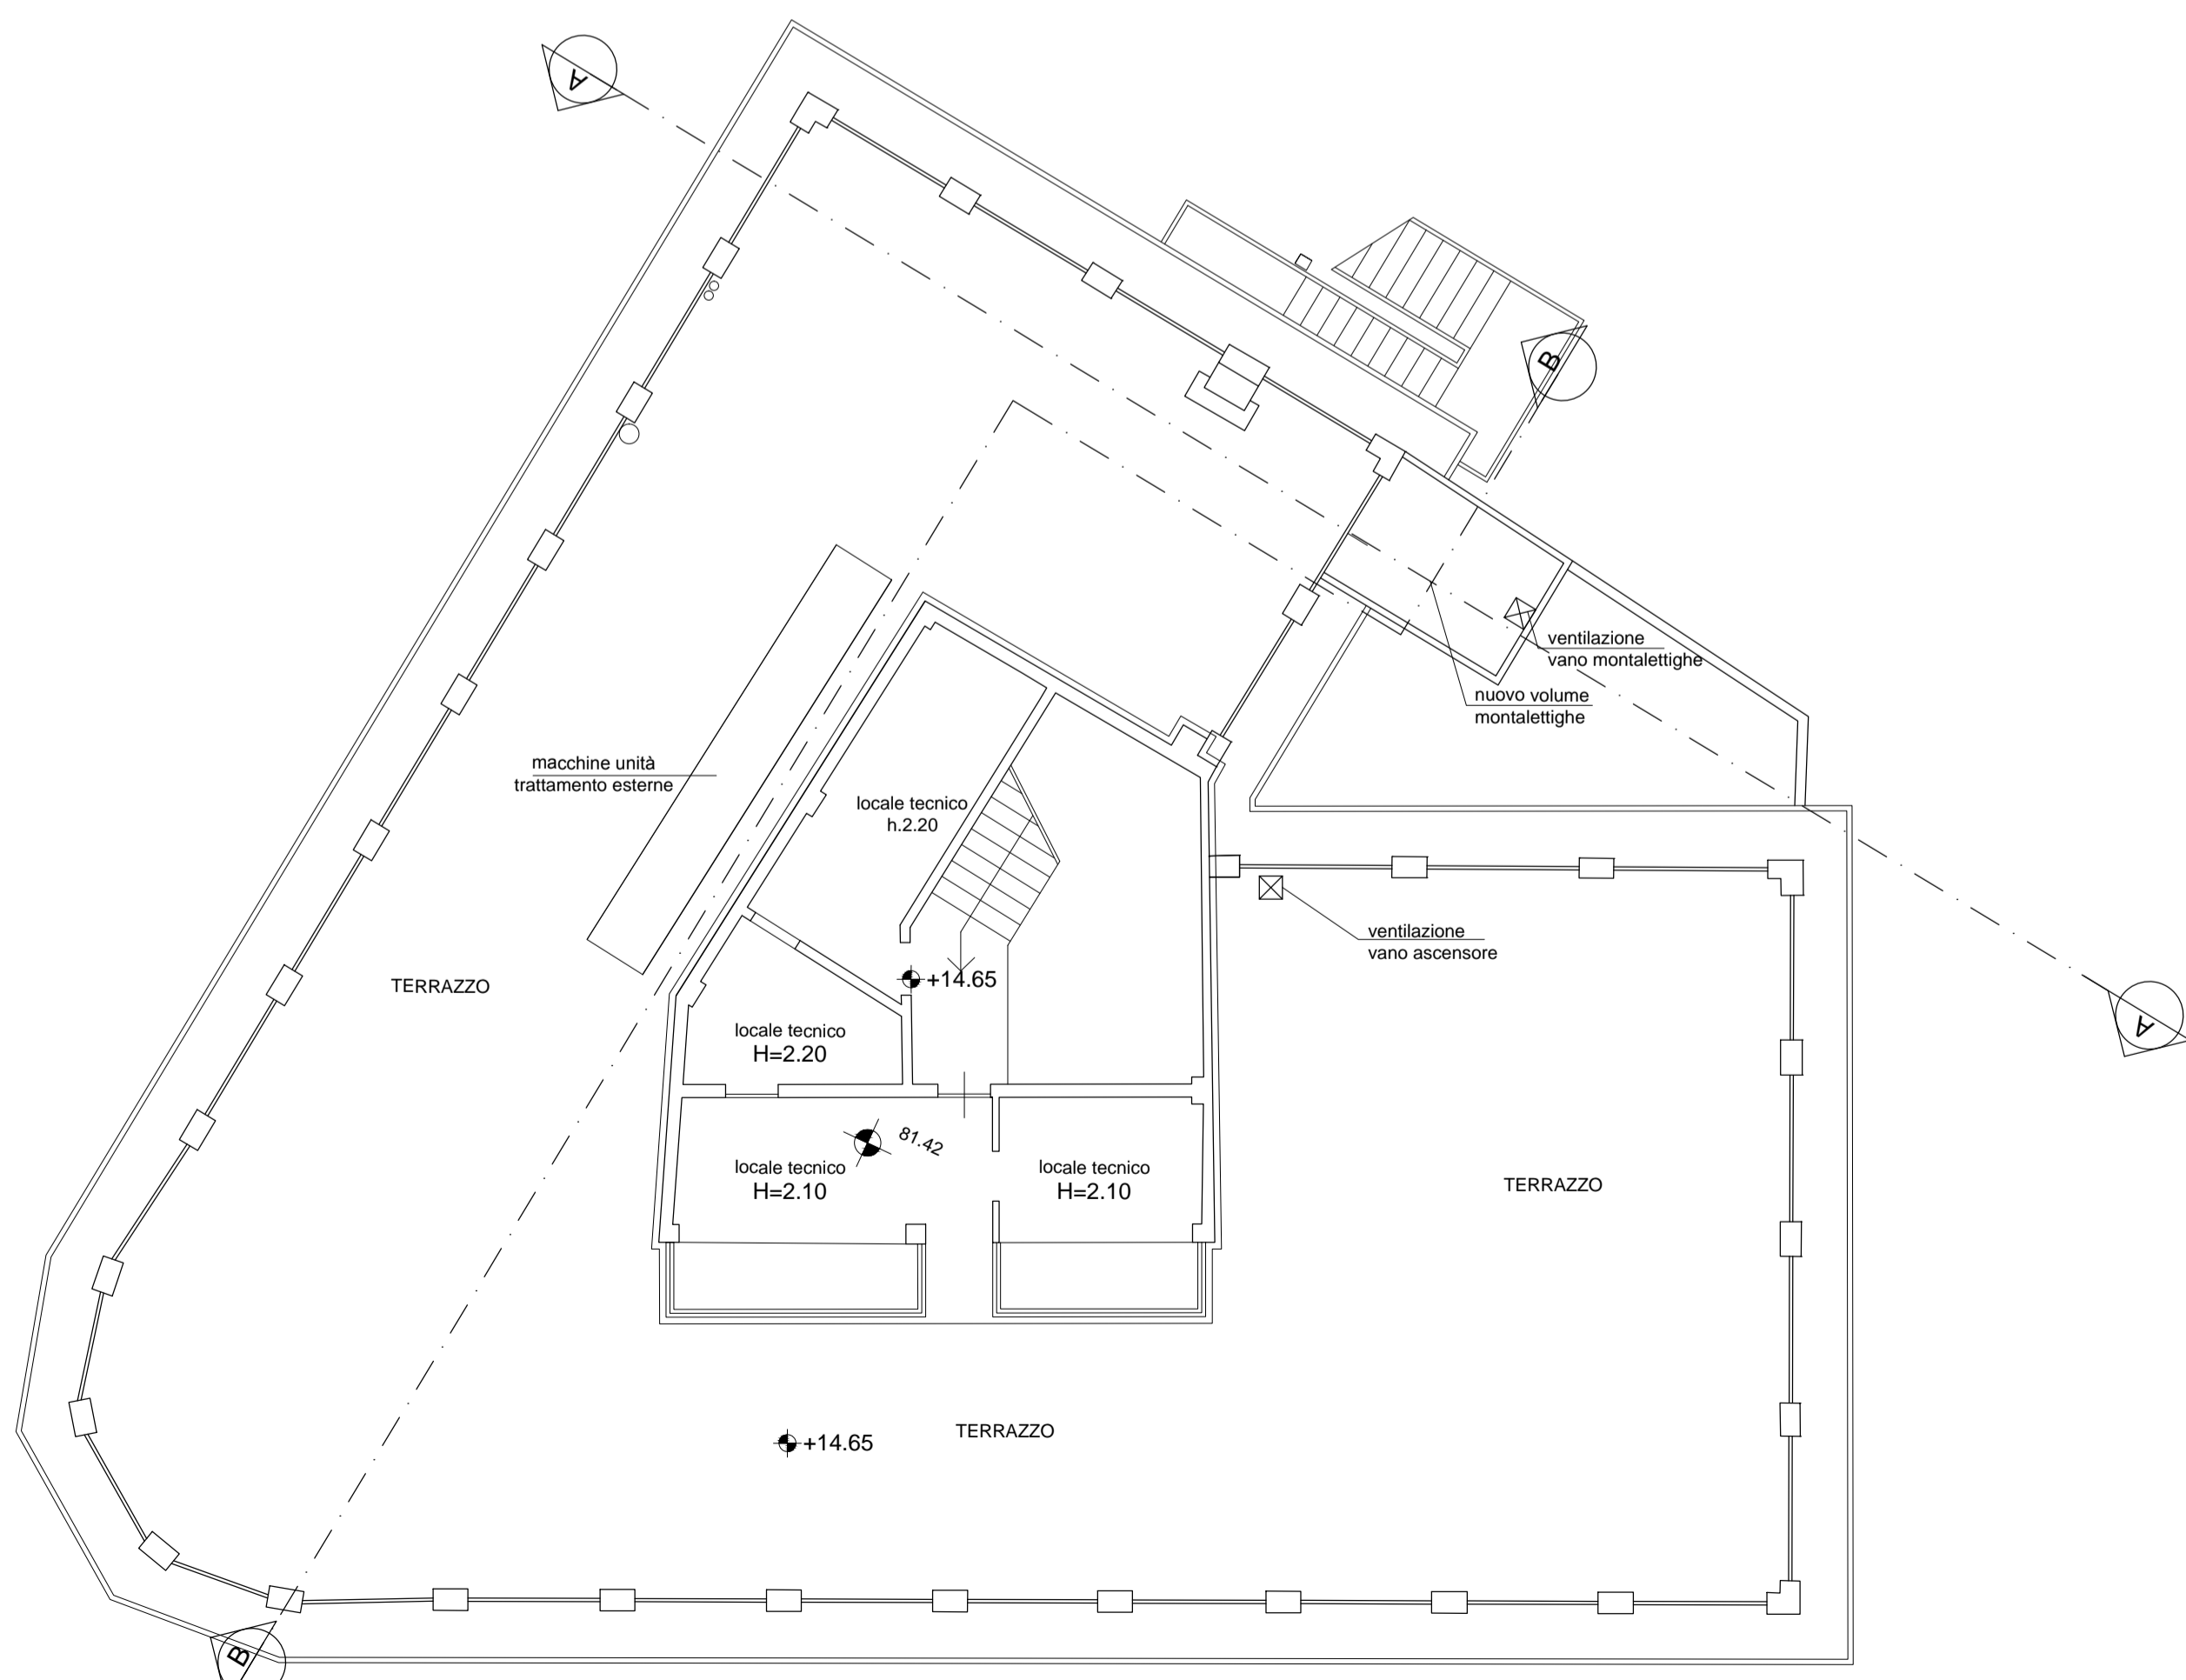 A
B
ventilazione
vano montalettighe
nuovo volume
montalettighe
macchine unità
trattamento esterne
locale tecnico
h.2.20
ventilazione
vano ascensore
TERRAZZO
+14.65
A
locale tecnico
H=2.20
81.42
locale tecnico
H=2.10
locale tecnico
H=2.10
TERRAZZO
TERRAZZO
+14.65
B